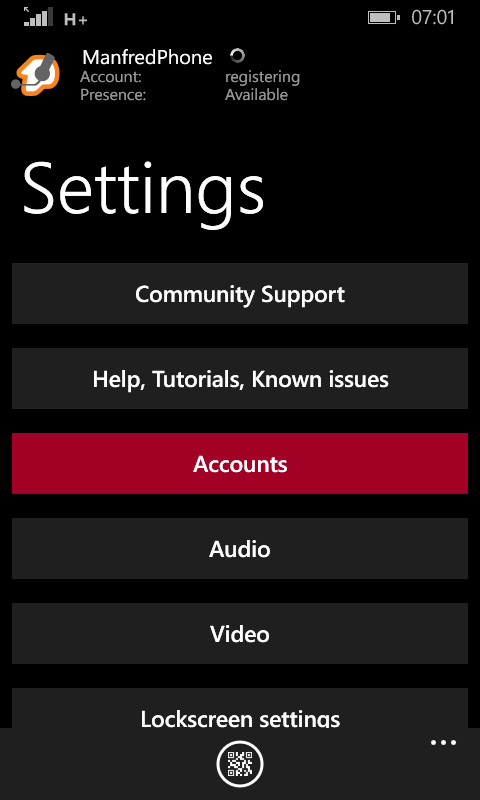 H+ 07:01
ManfredPhone
Account: registering
Presence: Available
Settings
Community Support
Help, Tutorials, Known issues
Accounts
Audio
Video
Lockscreen settings